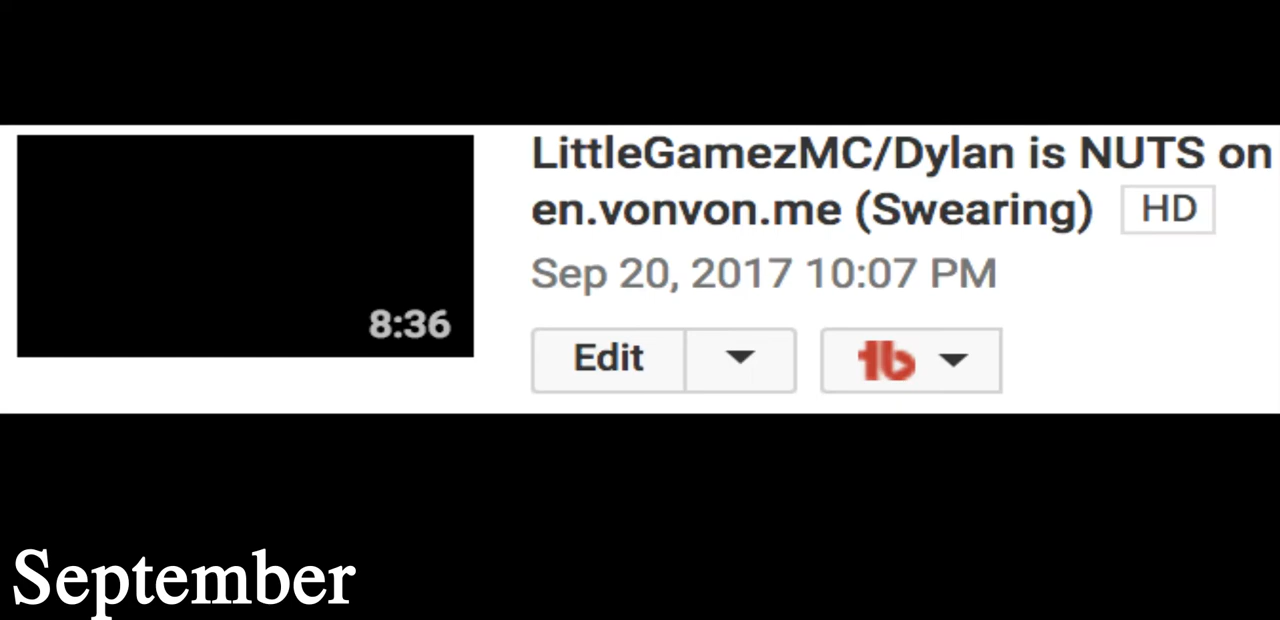 LittleGamezMC/Dylan is NUTS on
en.vonvon.me (Swearing) HD
Sep 20, 2017 10:07 PM
8:36
Edit
September